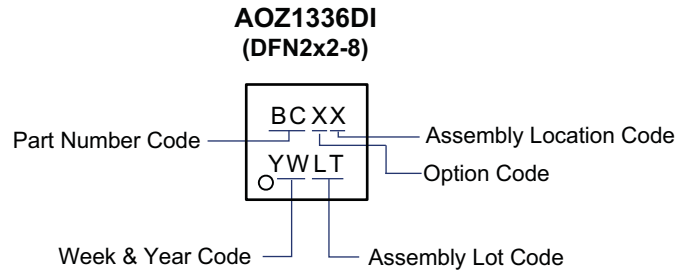 AOZ1336DI
(DFN2x2-8)
BCXX
Part Number Code
Assembly Location Code
YWLT
Option Code
Week & Year Code
Assembly Lot Code